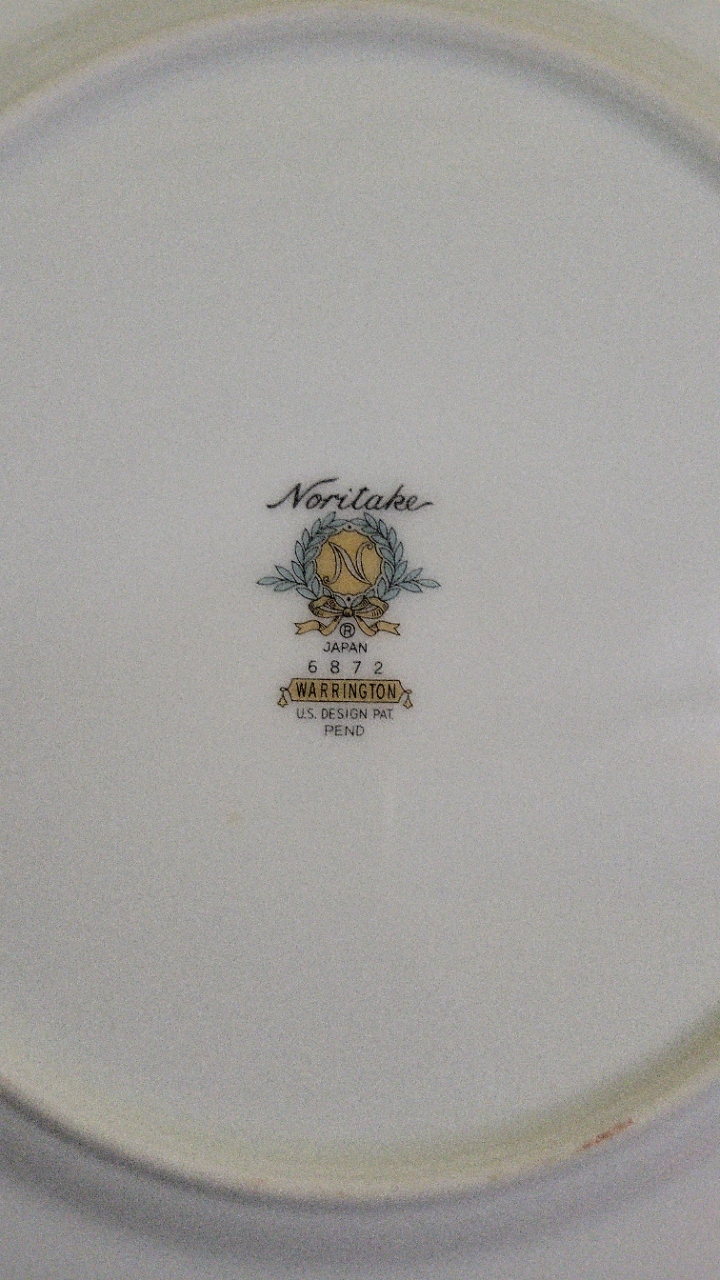 Noritake
N
®
JAPAN
6872
WARRINGTON
U.S. DESIGN PAT.
PEND